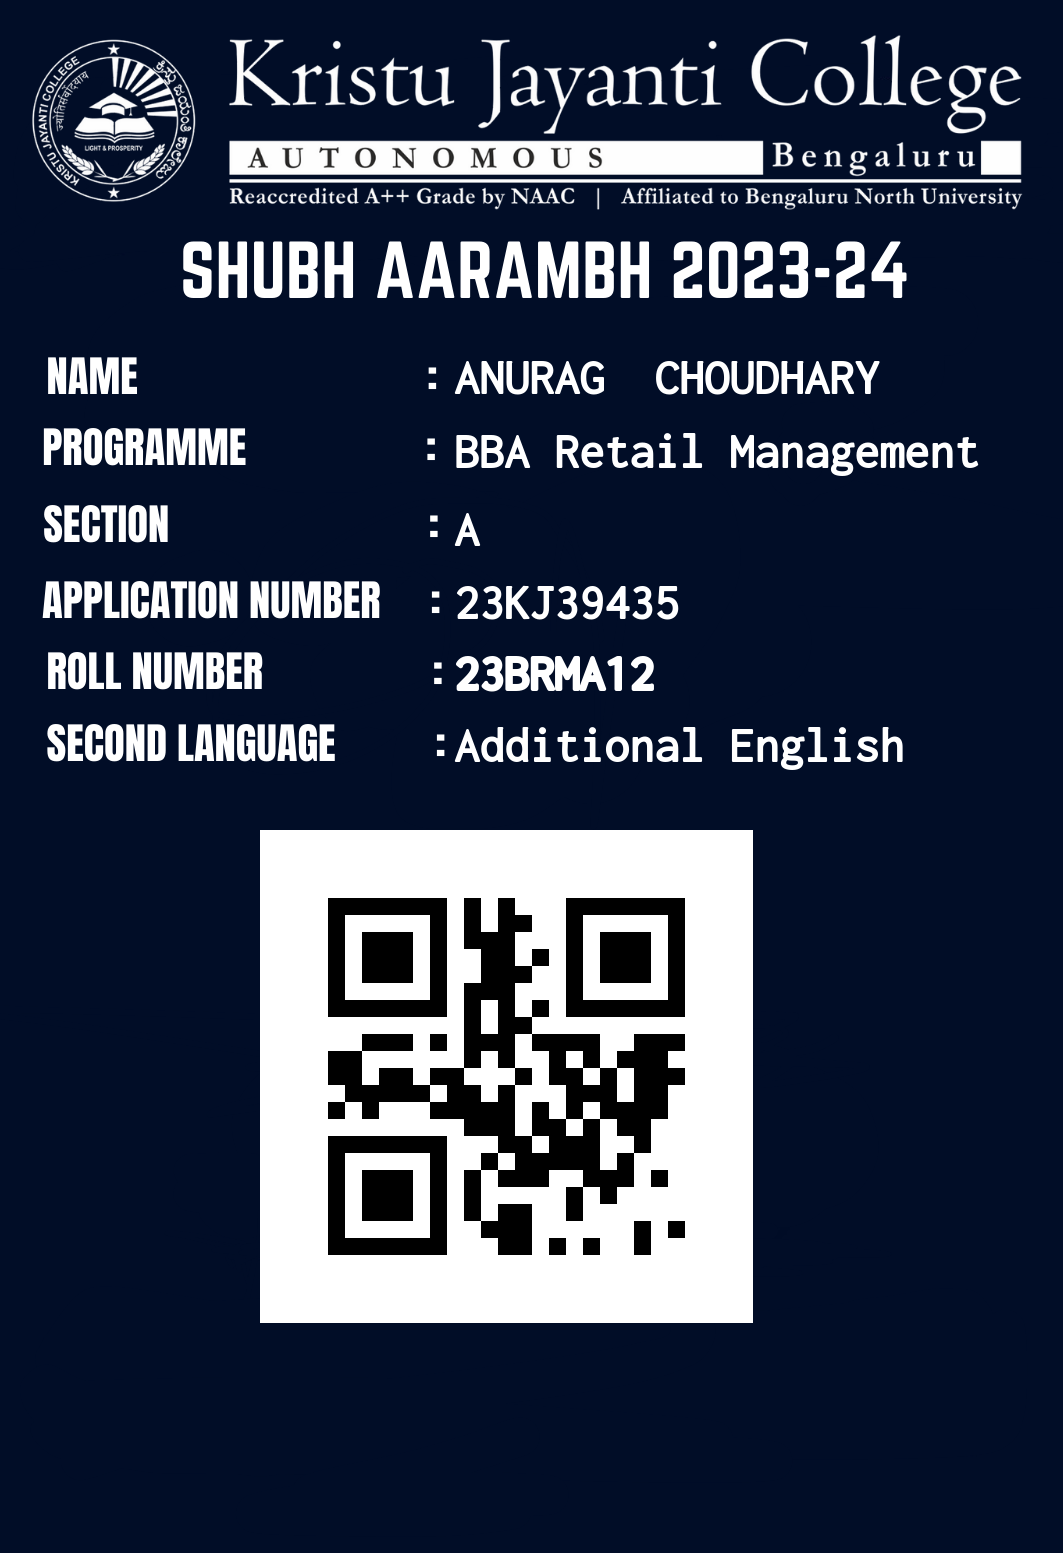 Kristu Jayanti College
AUTONOMOUS Bengaluru
Reaccredited A++ Grade by NAAC | Affiliated to Bengaluru North University
KRISTU JAYANTI COLLEGE
LIGHT & PROSPERITY
SHUBH AARAMBH 2023-24
NAME : ANURAG CHOUDHARY
PROGRAMME : BBA Retail Management
SECTION : A
APPLICATION NUMBER : 23KJ39435
ROLL NUMBER : 23BRMA12
SECOND LANGUAGE : Additional English